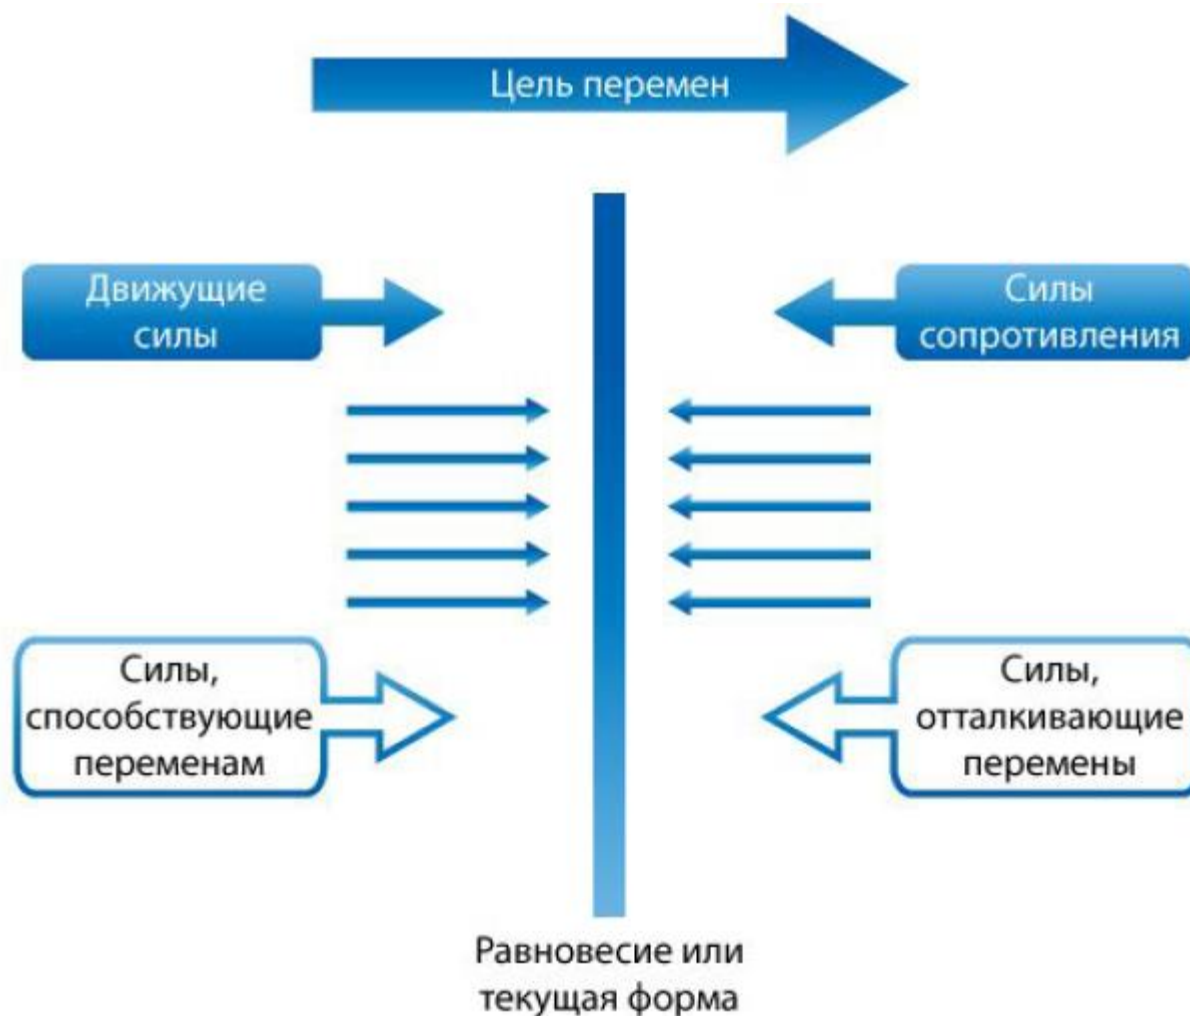 Цель перемен
Движущие
силы
Силы
сопротивления
Силы,
способствующие
переменам
Силы,
отталкивающие
перемены
Равновесие или
текущая форма